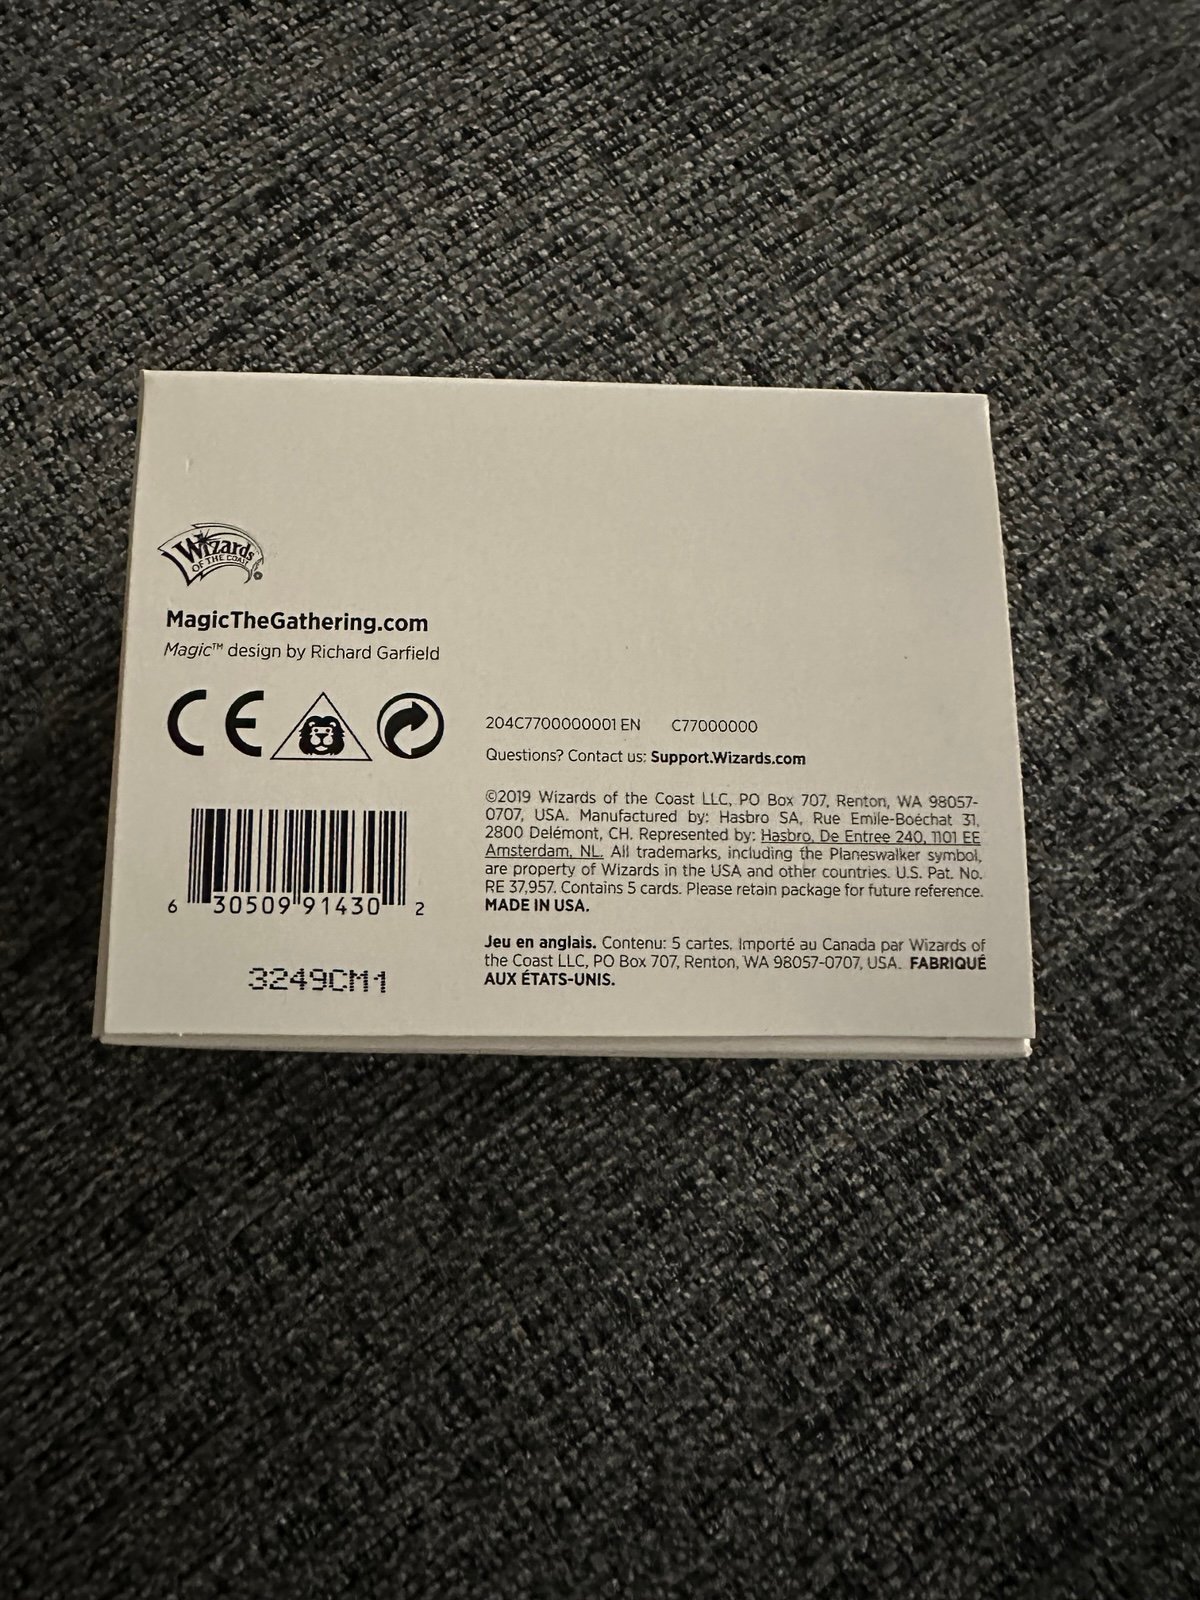 Wizards
OF THE COAST
MagicTheGathering.com
Magic™ design by Richard Garfield
CE
6 30509 91430 2
3249CM1
204C7700000001 EN C77000000
Questions? Contact us: Support.Wizards.com
©2019 Wizards of the Coast LLC, PO Box 707, Renton, WA 98057-
0707, USA. Manufactured by: Hasbro SA, Rue Emile-Boéchat 31,
2800 Delémont, CH. Represented by: Hasbro, De Entree 240, 1101 EE
Amsterdam, NL. All trademarks, including the Planeswalker symbol,
are property of Wizards in the USA and other countries. U.S. Pat. No.
RE 37,957. Contains 5 cards. Please retain package for future reference.
MADE IN USA.
Jeu en anglais. Contenu: 5 cartes. Importé au Canada par Wizards of
the Coast LLC, PO Box 707, Renton, WA 98057-0707, USA. FABRIQUÉ
AUX ÉTATS-UNIS.